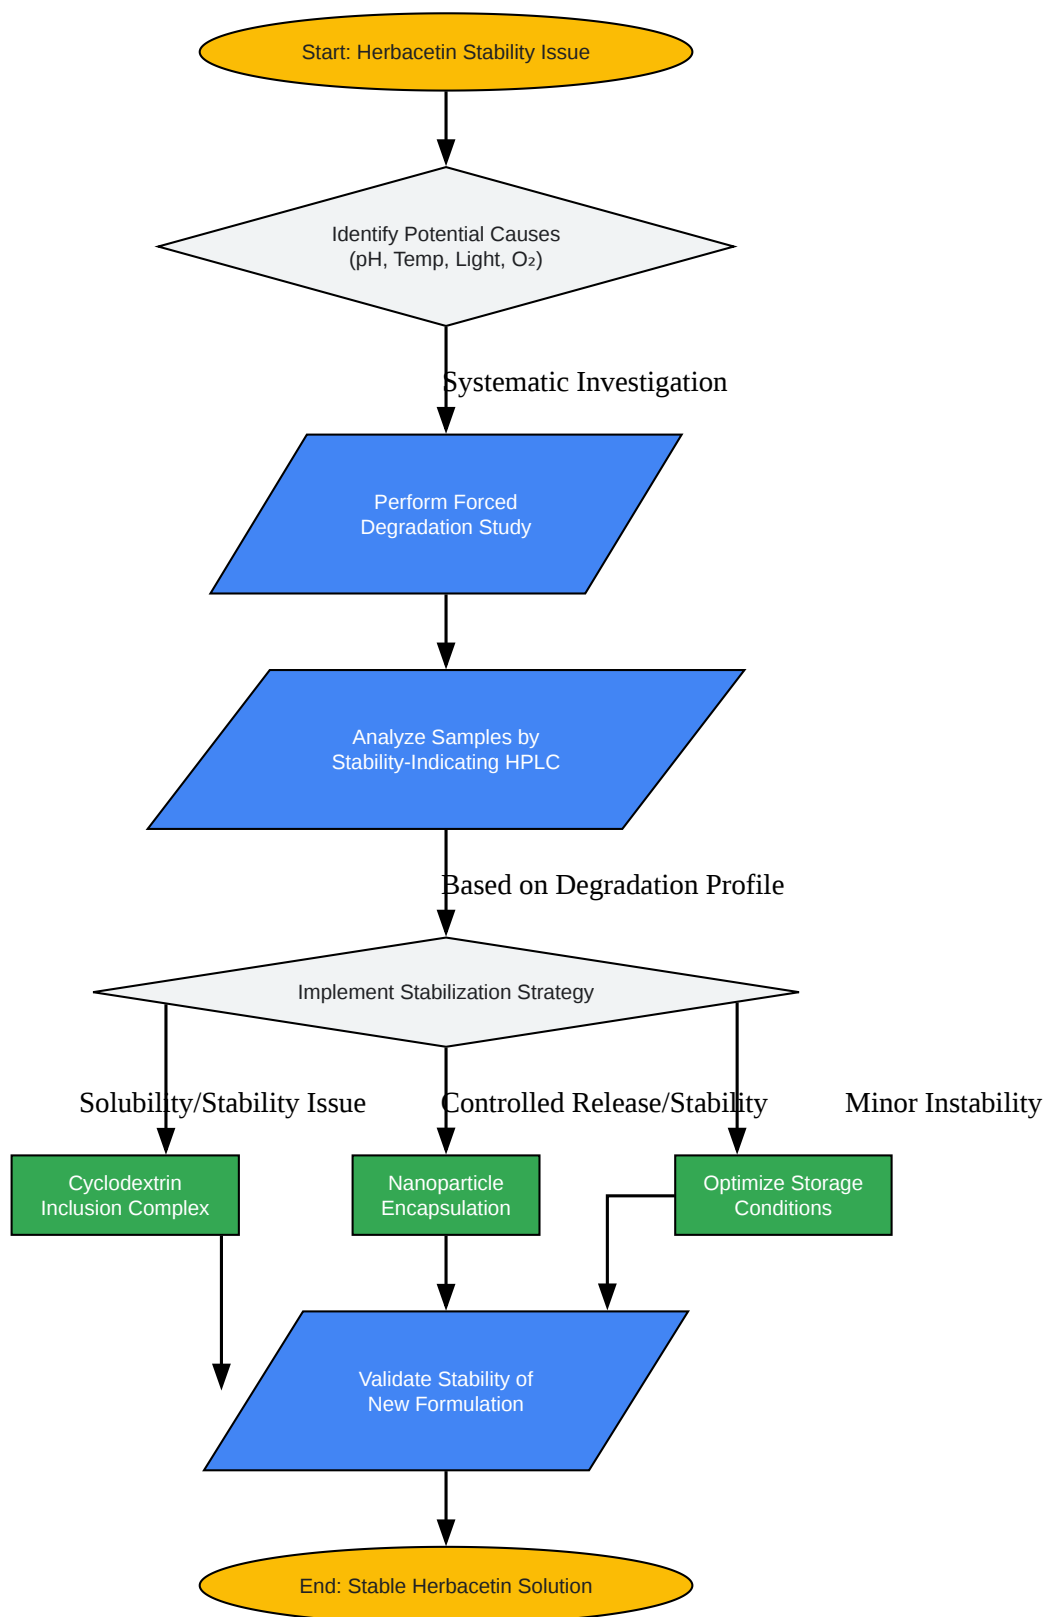 Start: Herbacetin Stability Issue
Identify Potential Causes
(pH, Temp, Light, O₂)
Systematic Investigation
Perform Forced
Degradation Study
Analyze Samples by
Stability-Indicating HPLC
Based on Degradation Profile
Implement Stabilization Strategy
Solubility/Stability Issue
Controlled Release/Stability
Minor Instability
Cyclodextrin
Inclusion Complex
Nanoparticle
Encapsulation
Optimize Storage
Conditions
Validate Stability of
New Formulation
End: Stable Herbacetin Solution